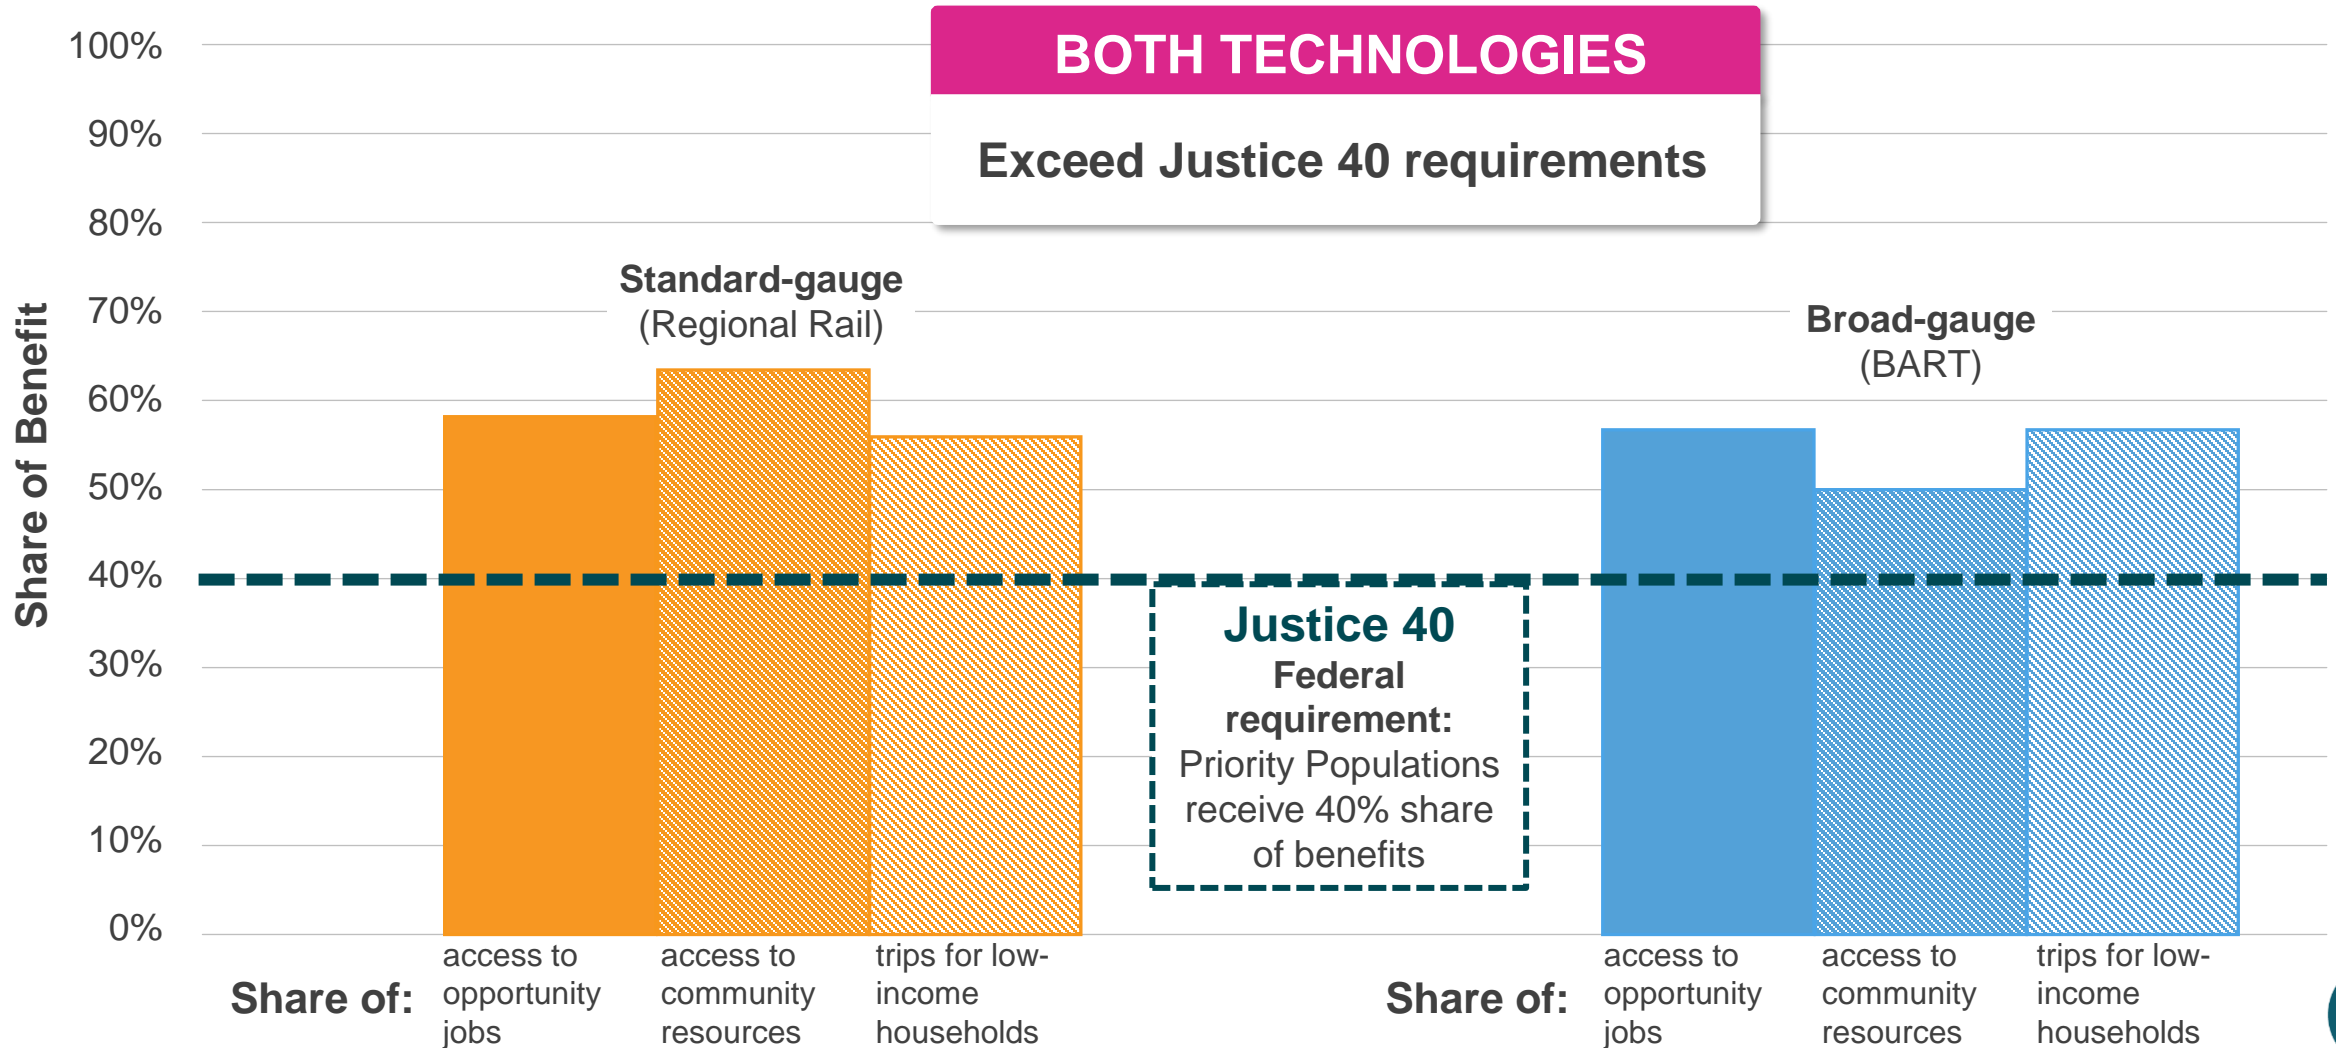 BOTH TECHNOLOGIES
Exceed Justice 40 requirements
Share of Benefit
100%
90%
80%
70%
60%
50%
40%
30%
20%
10%
0%
Standard-gauge
(Regional Rail)
Broad-gauge
(BART)
Justice 40
Federal
requirement:
Priority Populations
receive 40% share
of benefits
Share of:
access to
opportunity
jobs
access to
community
resources
trips for low-
income
households
Share of:
access to
opportunity
jobs
access to
community
resources
trips for low-
income
households